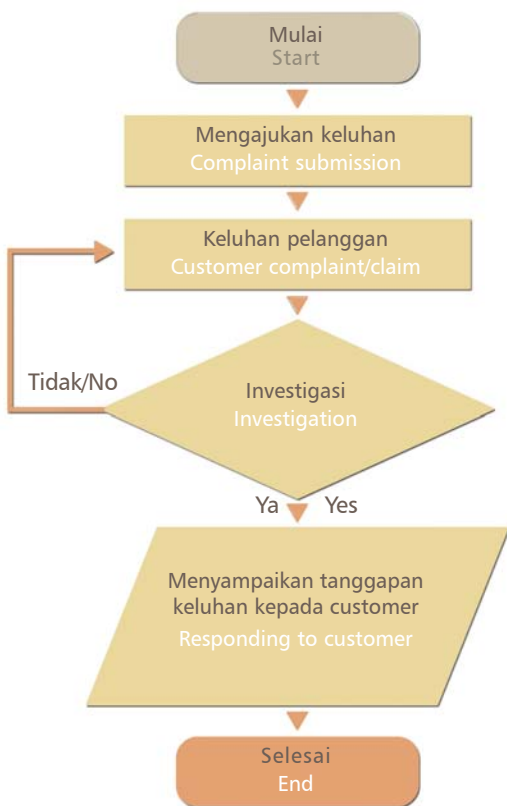 Mulai
Start
Mengajukan keluhan
Complaint submission
Keluhan pelanggan
Customer complaint/claim
Tidak/No
Investigasi
Investigation
Ya Yes
Menyampaikan tanggapan
keluhan kepada customer
Responding to customer
Selesai
End